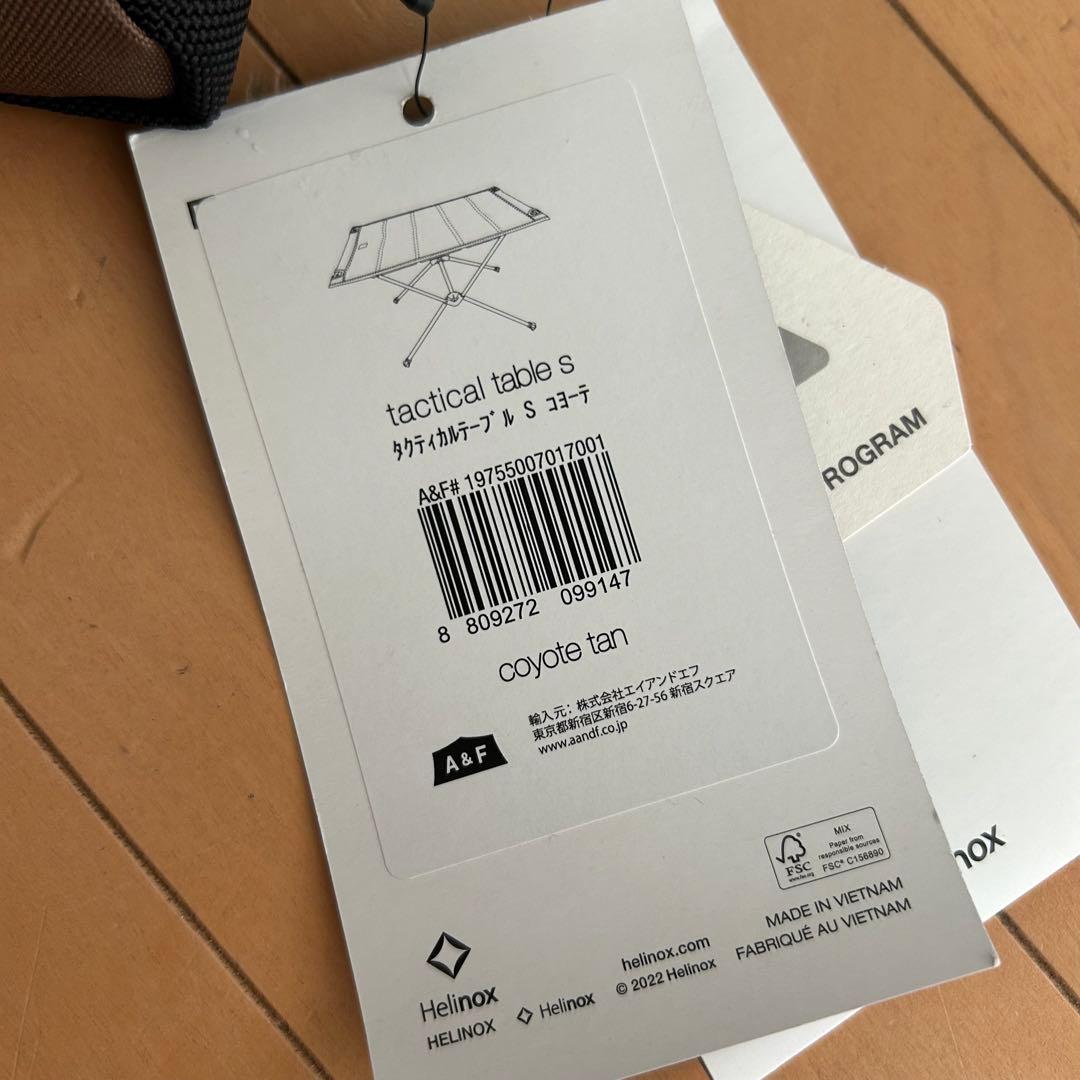 tactical table s
ﾀｸﾃｨｶﾙﾃｰﾌﾞﾙ S ｺﾖｰﾃ
A&F# 19755007017001
8 809272 099147
coyote tan
A & F
輸入元：株式会社エイアンドエフ
東京都新宿区新宿6-27-56 新宿スクエア
www.aandf.co.jp
FSC
www.fsc.org
MIX
Paper from
responsible sources
FSC® C156890
MADE IN VIETNAM
FABRIQUÉ AU VIETNAM
helinox.com
© 2022 Helinox
Helinox
HELINOX
Helinox
ROGRAM
nox